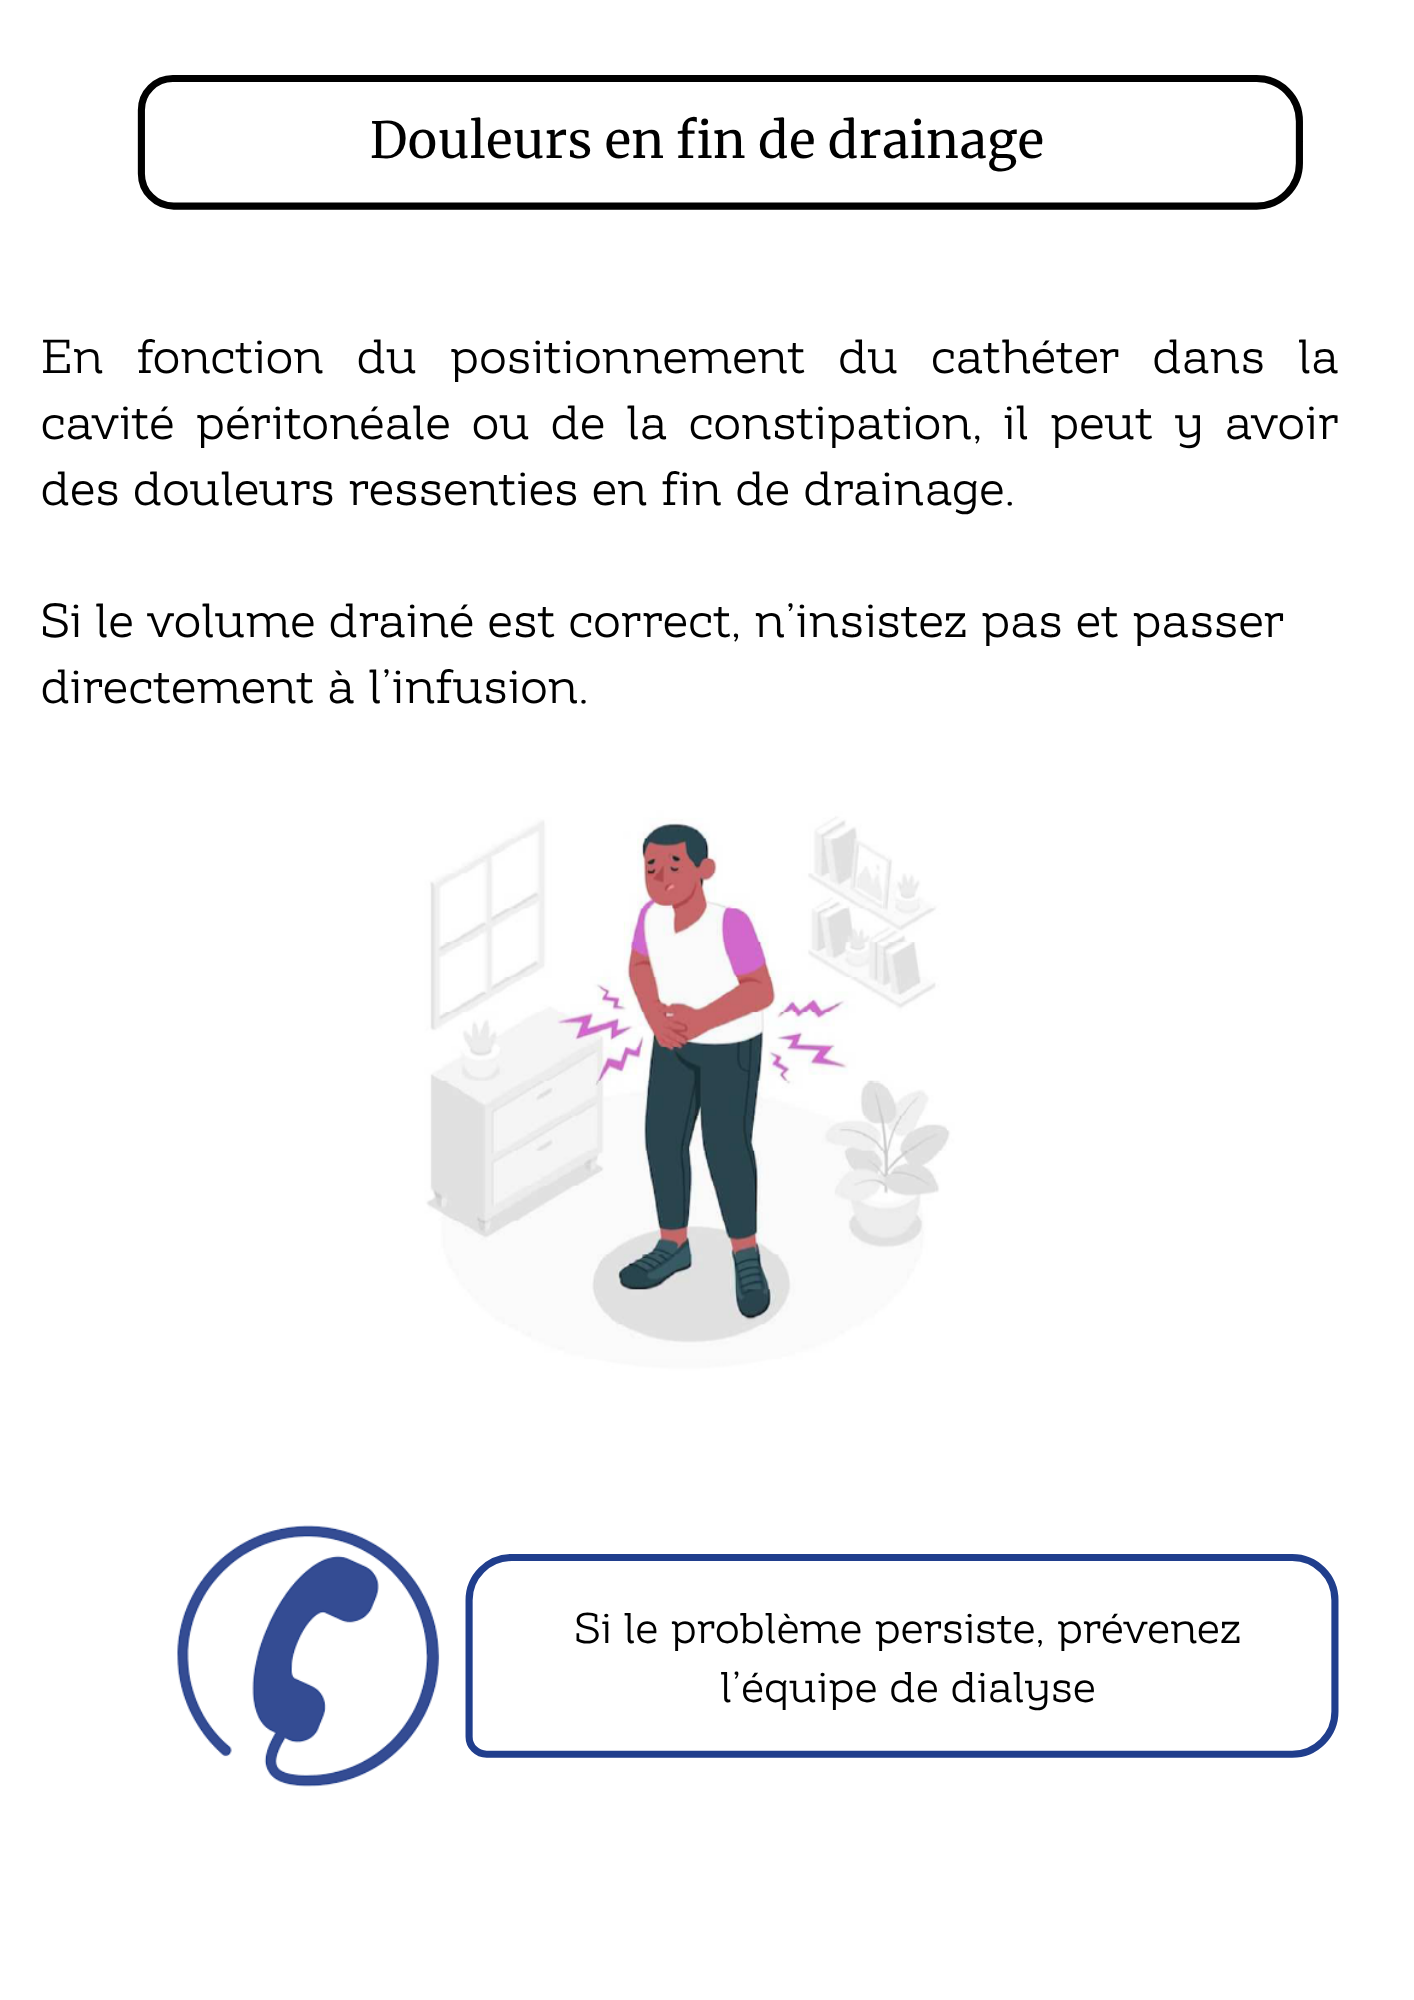 Douleurs en fin de drainage
En fonction du positionnement du cathéter dans la
cavité péritonéale ou de la constipation, il peut y avoir
des douleurs ressenties en fin de drainage.
Si le volume drainé est correct, n’insistez pas et passer
directement à l’infusion.
Si le problème persiste, prévenez
l’équipe de dialyse